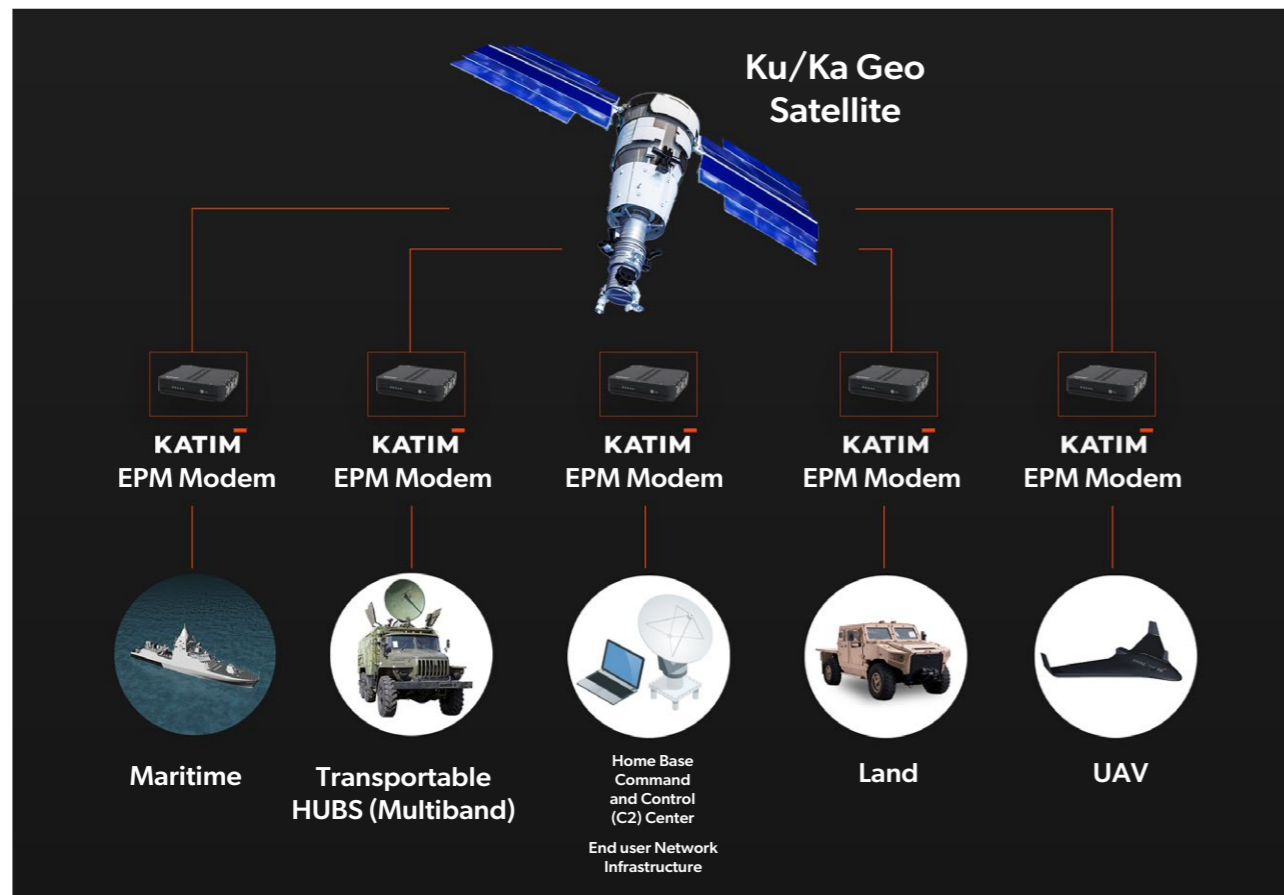 Ku/Ka Geo
Satellite
KATIM
EPM Modem
KATIM
EPM Modem
KATIM
EPM Modem
KATIM
EPM Modem
KATIM
EPM Modem
Maritime
Transportable
HUBS (Multiband)
Home Base
Command
and Control
(C2) Center
End user Network
Infrastructure
Land
UAV